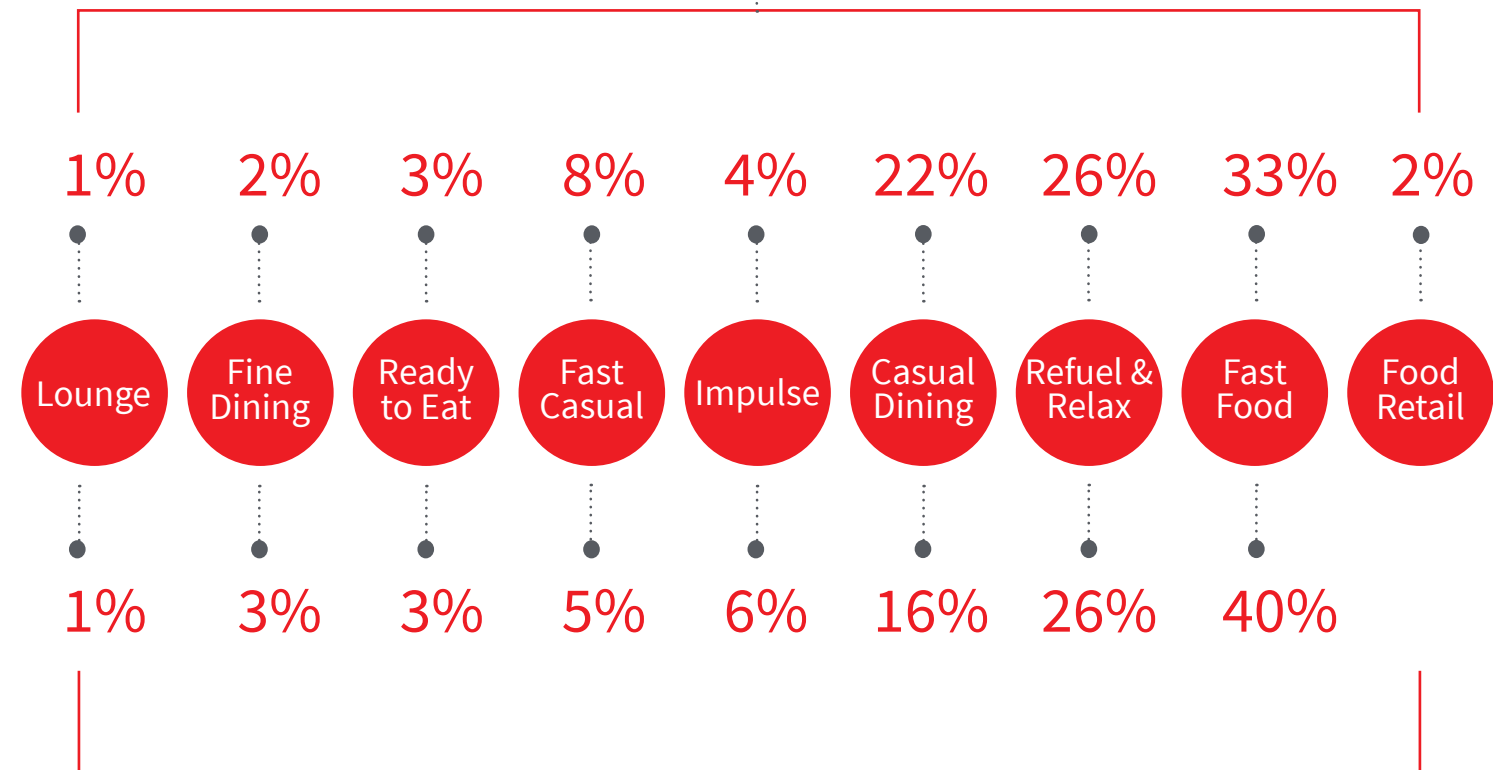 1% 2% 3% 8% 4% 22% 26% 33% 2%
Lounge
Fine
Dining
Ready
to Eat
Fast
Casual
Impulse
Casual
Dining
Refuel &
Relax
Fast
Food
Food
Retail
1% 3% 3% 5% 6% 16% 26% 40%